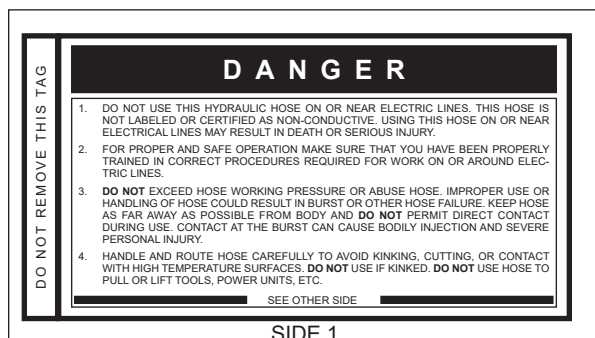 DO NOT REMOVE THIS TAG
DANGER
1. DO NOT USE THIS HYDRAULIC HOSE ON OR NEAR ELECTRIC LINES. THIS HOSE IS
NOT LABELED OR CERTIFIED AS NON-CONDUCTIVE. USING THIS HOSE ON OR NEAR
ELECTRICAL LINES MAY RESULT IN DEATH OR SERIOUS INJURY.
2. FOR PROPER AND SAFE OPERATION MAKE SURE THAT YOU HAVE BEEN PROPERLY
TRAINED IN CORRECT PROCEDURES REQUIRED FOR WORK ON OR AROUND ELEC-
TRIC LINES.
3. DO NOT EXCEED HOSE WORKING PRESSURE OR ABUSE HOSE. IMPROPER USE OR
HANDLING OF HOSE COULD RESULT IN BURST OR OTHER HOSE FAILURE. KEEP HOSE
AS FAR AWAY AS POSSIBLE FROM BODY AND DO NOT PERMIT DIRECT CONTACT
DURING USE. CONTACT AT THE BURST CAN CAUSE BODILY INJECTION AND SEVERE
PERSONAL INJURY.
4. HANDLE AND ROUTE HOSE CAREFULLY TO AVOID KINKING, CUTTING, OR CONTACT
WITH HIGH TEMPERATURE SURFACES. DO NOT USE IF KINKED. DO NOT USE HOSE TO
PULL OR LIFT TOOLS, POWER UNITS, ETC.
SEE OTHER SIDE
SIDE 1